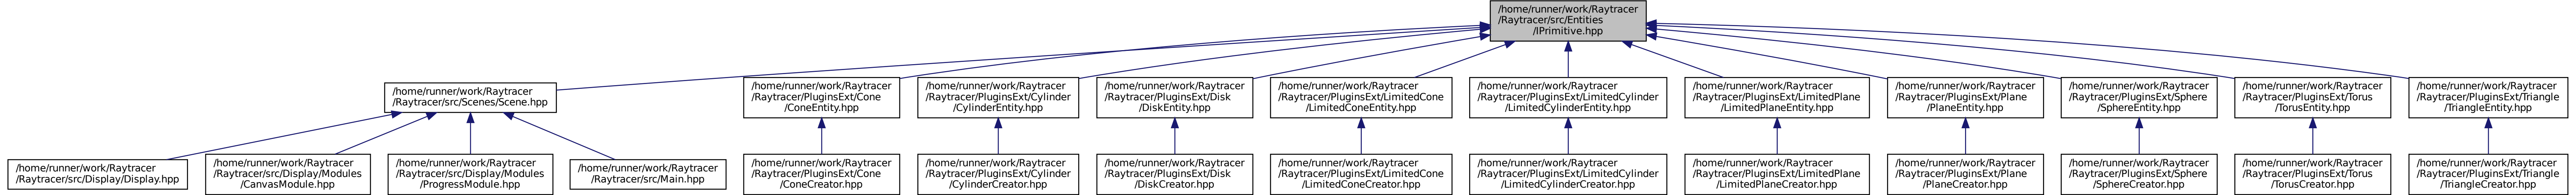 /home/runner/work/Raytracer
/Raytracer/src/Entities
/IPrimitive.hpp
/home/runner/work/Raytracer
/Raytracer/src/Scenes/Scene.hpp
/home/runner/work/Raytracer
/Raytracer/PluginsExt/Cone
/ConeEntity.hpp
/home/runner/work/Raytracer
/Raytracer/PluginsExt/Cylinder
/CylinderEntity.hpp
/home/runner/work/Raytracer
/Raytracer/PluginsExt/Disk
/DiskEntity.hpp
/home/runner/work/Raytracer
/Raytracer/PluginsExt/LimitedCone
/LimitedConeEntity.hpp
/home/runner/work/Raytracer
/Raytracer/PluginsExt/LimitedCylinder
/LimitedCylinderEntity.hpp
/home/runner/work/Raytracer
/Raytracer/PluginsExt/LimitedPlane
/LimitedPlaneEntity.hpp
/home/runner/work/Raytracer
/Raytracer/PluginsExt/Plane
/PlaneEntity.hpp
/home/runner/work/Raytracer
/Raytracer/PluginsExt/Sphere
/SphereEntity.hpp
/home/runner/work/Raytracer
/Raytracer/PluginsExt/Torus
/TorusEntity.hpp
/home/runner/work/Raytracer
/Raytracer/PluginsExt/Triangle
/TriangleEntity.hpp
/home/runner/work/Raytracer
/Raytracer/src/Display/Display.hpp
/home/runner/work/Raytracer
/Raytracer/src/Display/Modules
/CanvasModule.hpp
/home/runner/work/Raytracer
/Raytracer/src/Display/Modules
/ProgressModule.hpp
/home/runner/work/Raytracer
/Raytracer/src/Main.hpp
/home/runner/work/Raytracer
/Raytracer/PluginsExt/Cone
/ConeCreator.hpp
/home/runner/work/Raytracer
/Raytracer/PluginsExt/Cylinder
/CylinderCreator.hpp
/home/runner/work/Raytracer
/Raytracer/PluginsExt/Disk
/DiskCreator.hpp
/home/runner/work/Raytracer
/Raytracer/PluginsExt/LimitedCone
/LimitedConeCreator.hpp
/home/runner/work/Raytracer
/Raytracer/PluginsExt/LimitedCylinder
/LimitedCylinderCreator.hpp
/home/runner/work/Raytracer
/Raytracer/PluginsExt/LimitedPlane
/LimitedPlaneCreator.hpp
/home/runner/work/Raytracer
/Raytracer/PluginsExt/Plane
/PlaneCreator.hpp
/home/runner/work/Raytracer
/Raytracer/PluginsExt/Sphere
/SphereCreator.hpp
/home/runner/work/Raytracer
/Raytracer/PluginsExt/Torus
/TorusCreator.hpp
/home/runner/work/Raytracer
/Raytracer/PluginsExt/Triangle
/TriangleCreator.hpp